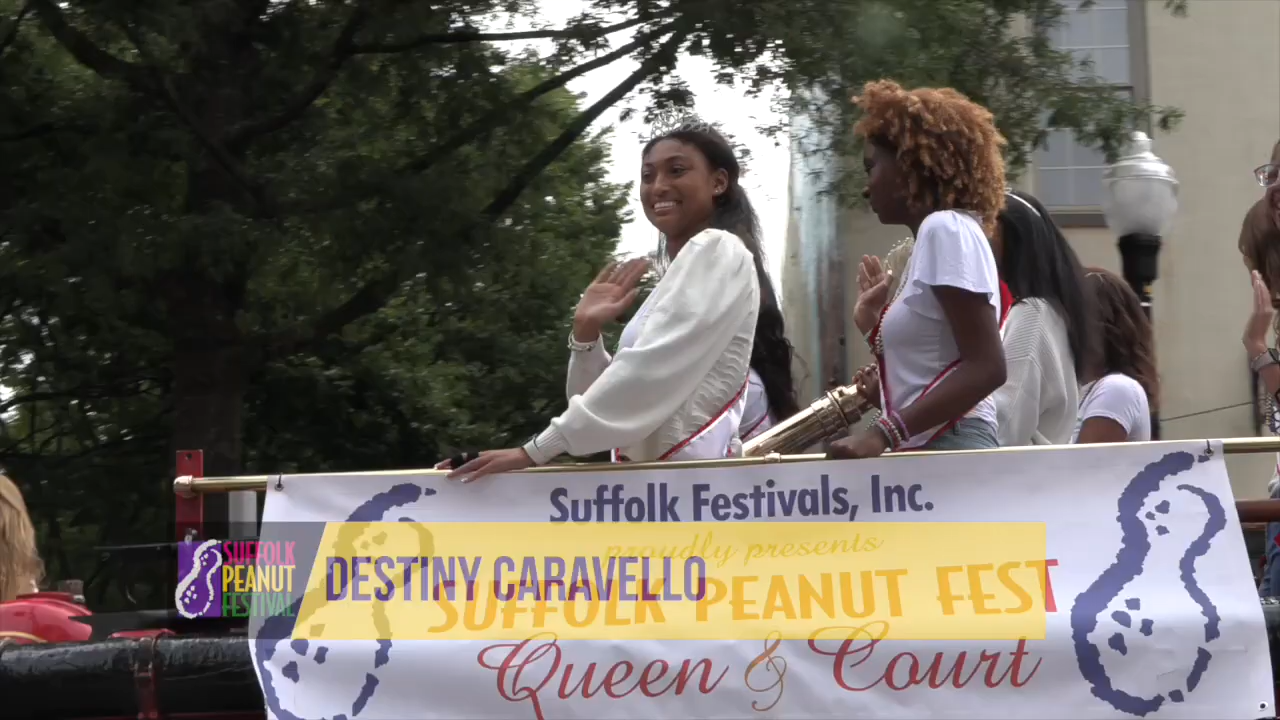 Suffolk Festivals, Inc.
proudly presents
SUFFOLK PEANUT FEST
Queen & Court
SUFFOLK
PEANUT
FESTIVAL
DESTINY CARAVELLO